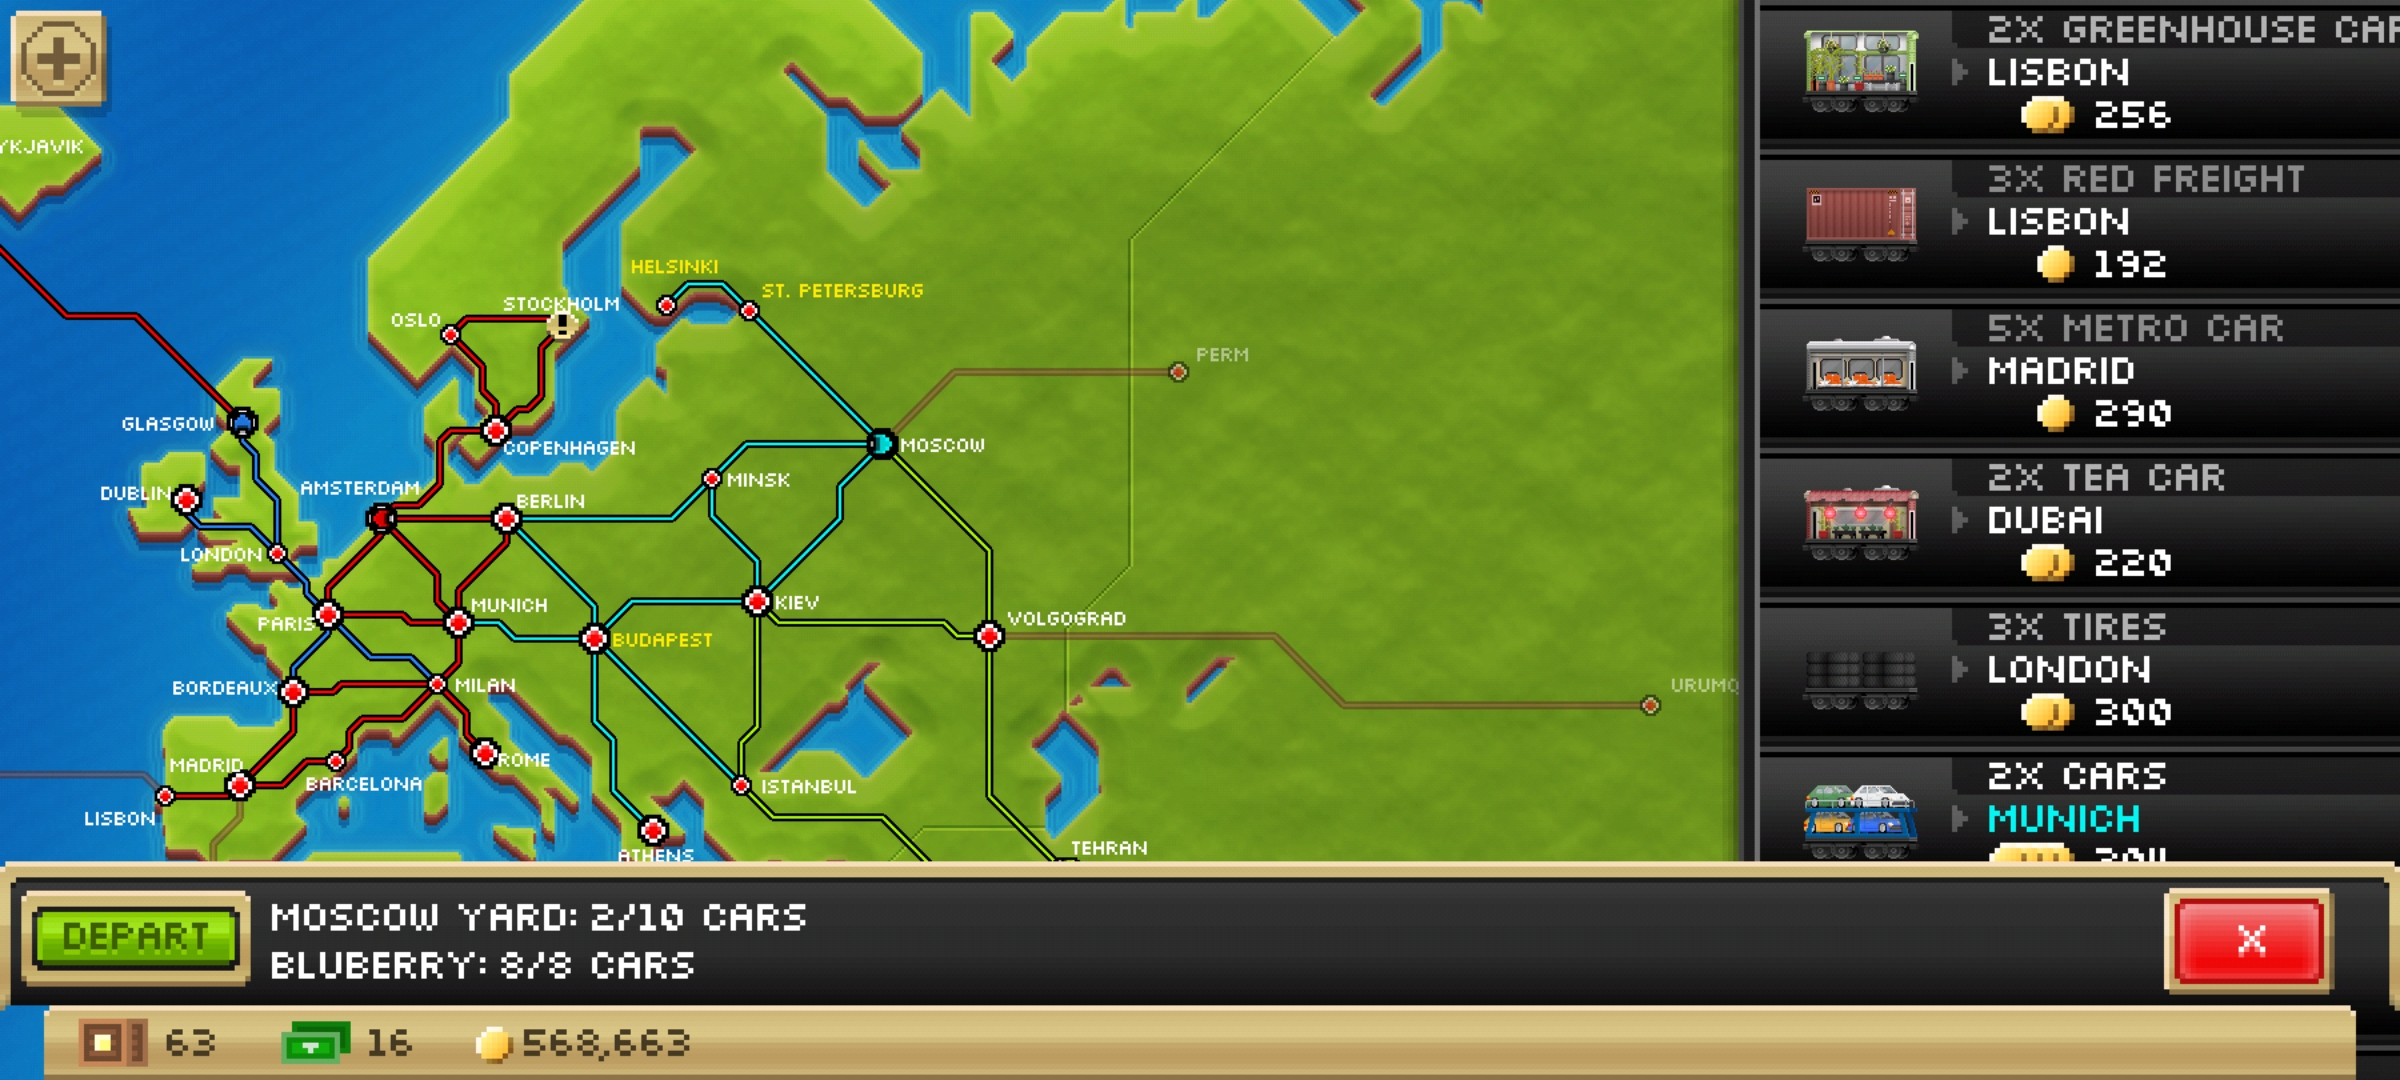 YKJAVIK
HELSINKI
ST. PETERSBURG
STOCKHOLM
OSLO
PERM
GLASGOW
COPENHAGEN
MOSCOW
MINSK
AMSTERDAM
DUBLIN
BERLIN
LONDON
MUNICH
KIEV
PARIS
VOLGOGRAD
BUDAPEST
BORDEAUX
MILAN
URUMQ
MADRID
ROME
BARCELONA
ISTANBUL
LISBON
TEHRAN
ATHENS
2X GREENHOUSE CAR
LISBON
256
3X RED FREIGHT
LISBON
192
5X METRO CAR
MADRID
290
2X TEA CAR
DUBAI
220
3X TIRES
LONDON
300
2X CARS
MUNICH
DEPART
MOSCOW YARD: 2/10 CARS
BLUBERRY: 8/8 CARS
X
63
16
568,663